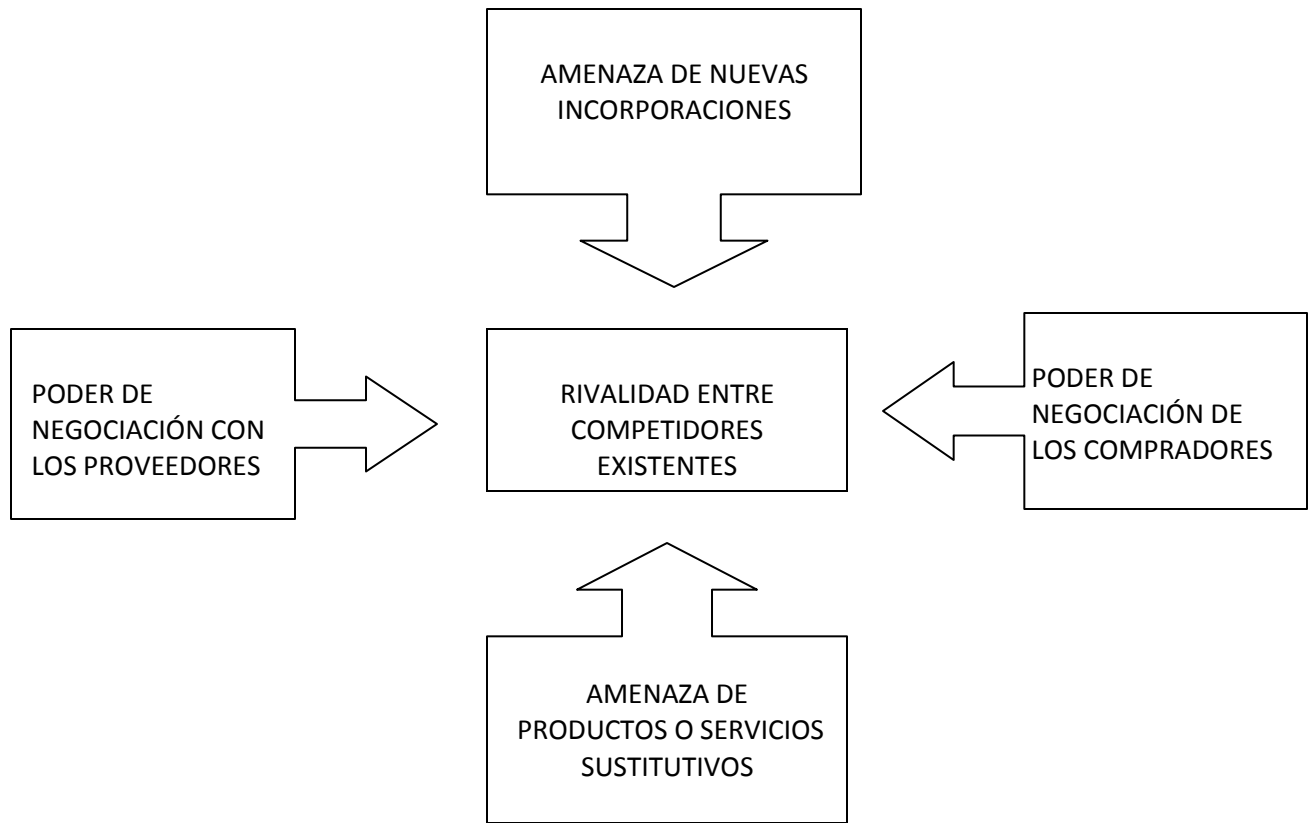 AMENAZA DE NUEVAS
INCORPORACIONES
PODER DE
NEGOCIACIÓN CON
LOS PROVEEDORES
RIVALIDAD ENTRE
COMPETIDORES
EXISTENTES
PODER DE
NEGOCIACIÓN DE
LOS COMPRADORES
AMENAZA DE
PRODUCTOS O SERVICIOS
SUSTITUTIVOS